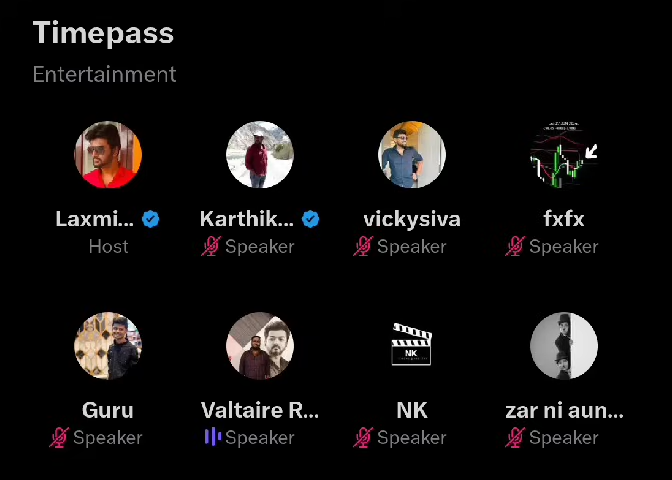 Timepass
Entertainment
Laxmi... Karthik... vickysiva fxfx
Host Speaker Speaker Speaker
NK
Guru Valtaire R... NK zar ni aun...
Speaker Speaker Speaker Speaker